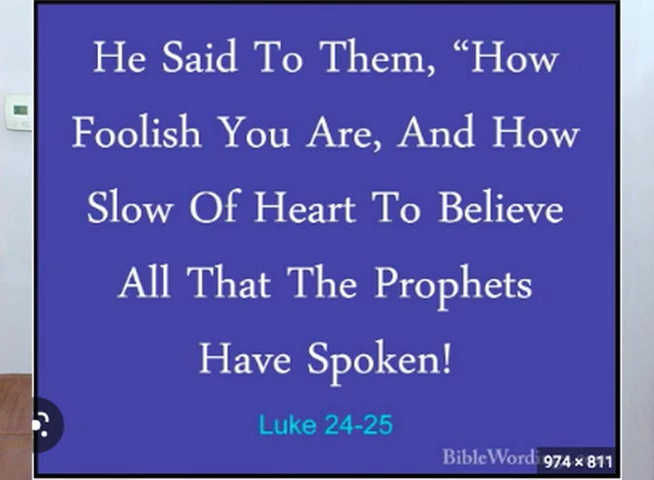 He Said To Them, “How
Foolish You Are, And How
Slow Of Heart To Believe
All That The Prophets
Have Spoken!
Luke 24-25
974 × 811